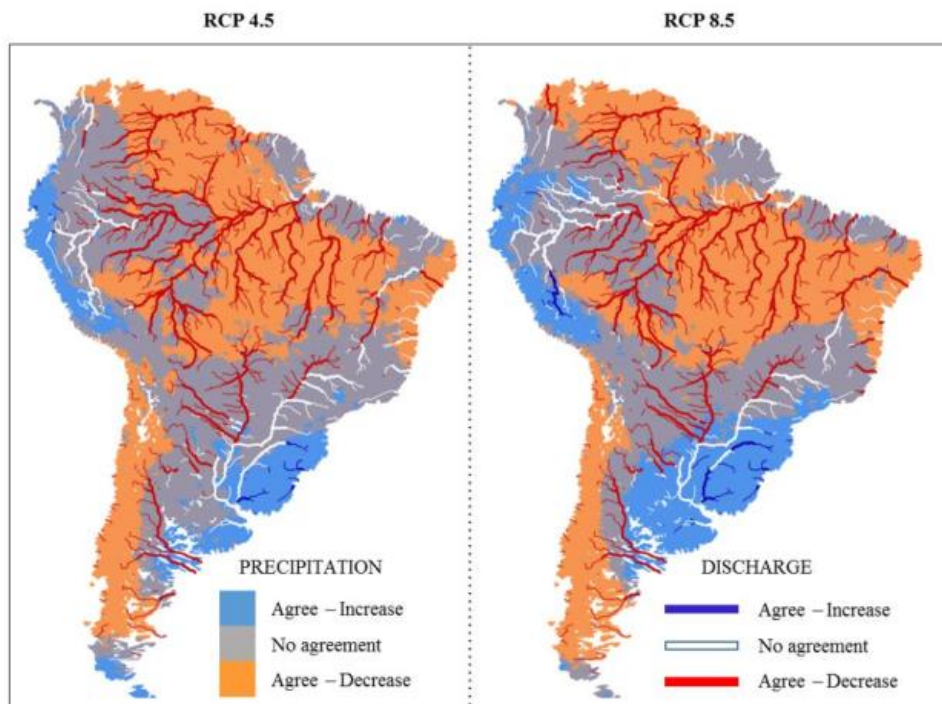 RCP 4.5
RCP 8.5
PRECIPITATION
Agree – Increase
No agreement
Agree – Decrease
DISCHARGE
Agree – Increase
No agreement
Agree – Decrease